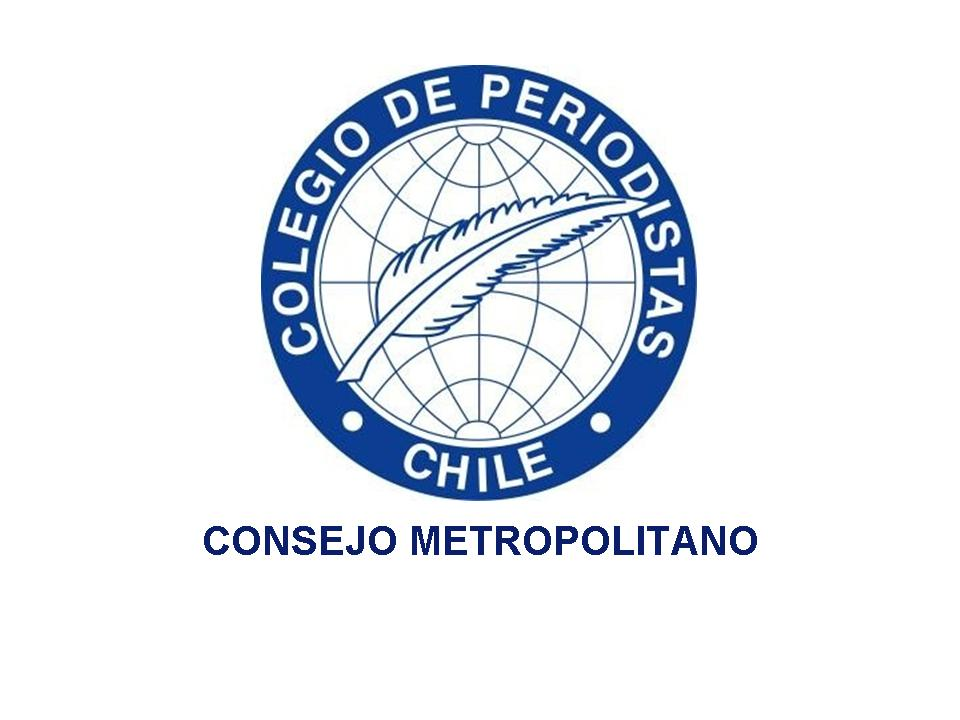 COLEGIO DE PERIODISTAS
CHILE
CONSEJO METROPOLITANO